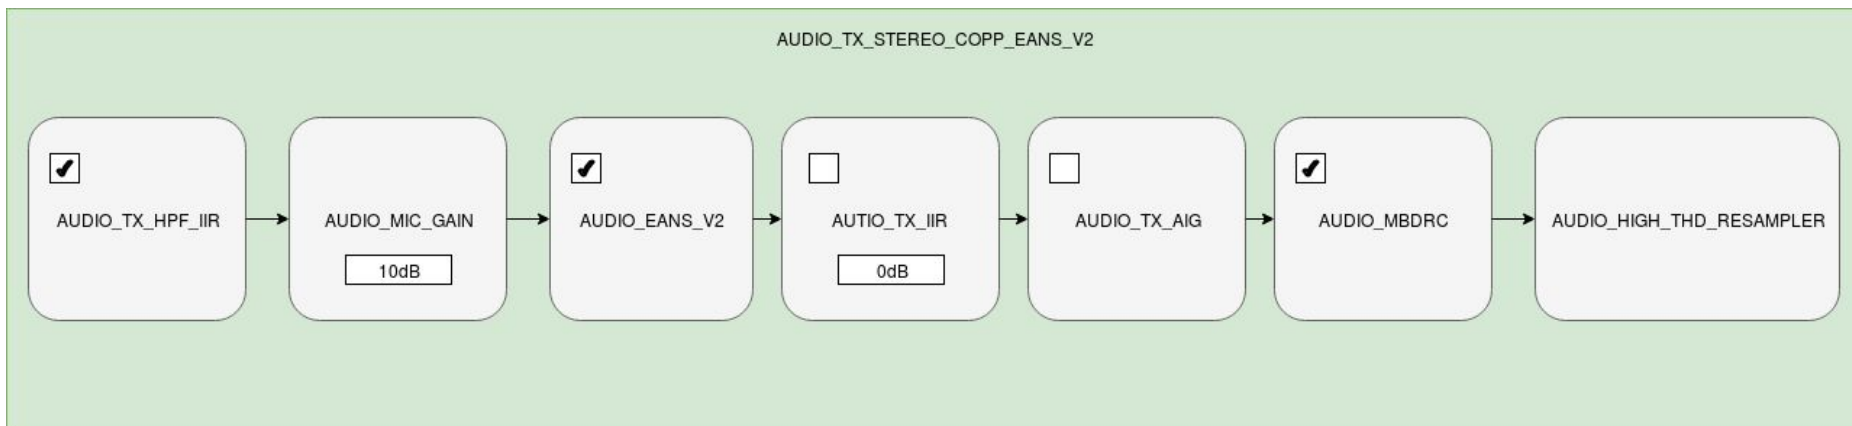 AUDIO_TX_STEREO_COPP_EANS_V2
AUDIO_TX_HPF_IIR
AUDIO_MIC_GAIN
10dB
AUDIO_EANS_V2
AUTIO_TX_IIR
0dB
AUDIO_TX_AIG
AUDIO_MBDRC
AUDIO_HIGH_THD_RESAMPLER